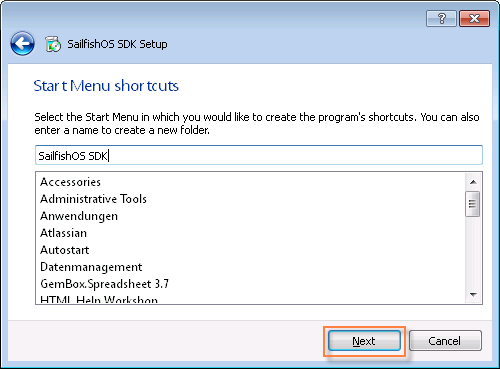 ?
SailfishOS SDK Setup
Start Menu shortcuts
Select the Start Menu in which you would like to create the program's shortcuts. You can also
enter a name to create a new folder.
SailfishOS SDK
Accessories
Administrative Tools
Anwendungen
Atlassian
Autostart
Datenmanagement
GemBox.Spreadsheet 3.7
HTML Help Workshop
Next
Cancel